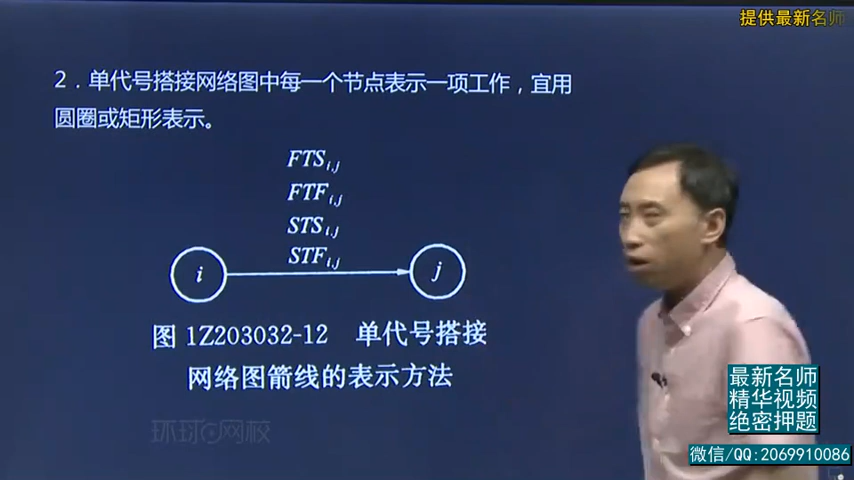 提供最新名师
2．单代号搭接网络图中每一个节点表示一项工作，宜用
圆圈或矩形表示。
FTSi,j
FTFi,j
STSi,j
STFi,j
i
j
图 1Z203032-12 单代号搭接
网络图箭线的表示方法
环球网校
最新名师
精华视频
绝密押题
微信/QQ:2069910086